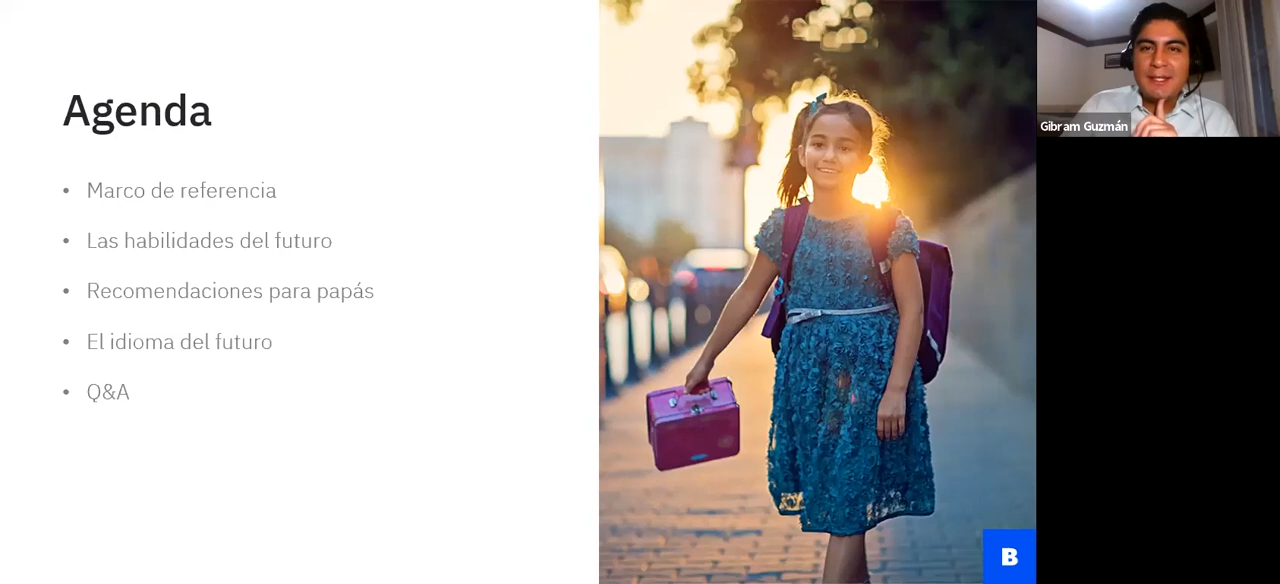 Agenda
• Marco de referencia
• Las habilidades del futuro
• Recomendaciones para papás
• El idioma del futuro
• Q&A
Gibram Guzmán
B